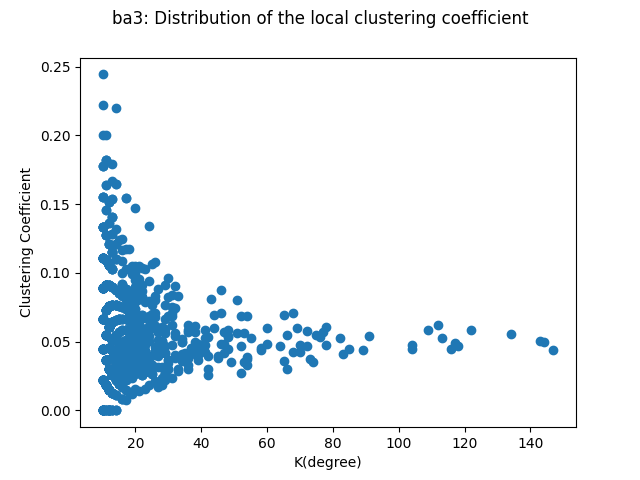 ba3: Distribution of the local clustering coefficient
0.25
0.20
0.15
0.10
0.05
0.00
Clustering Coefficient
20 40 60 80 100 120 140
K(degree)